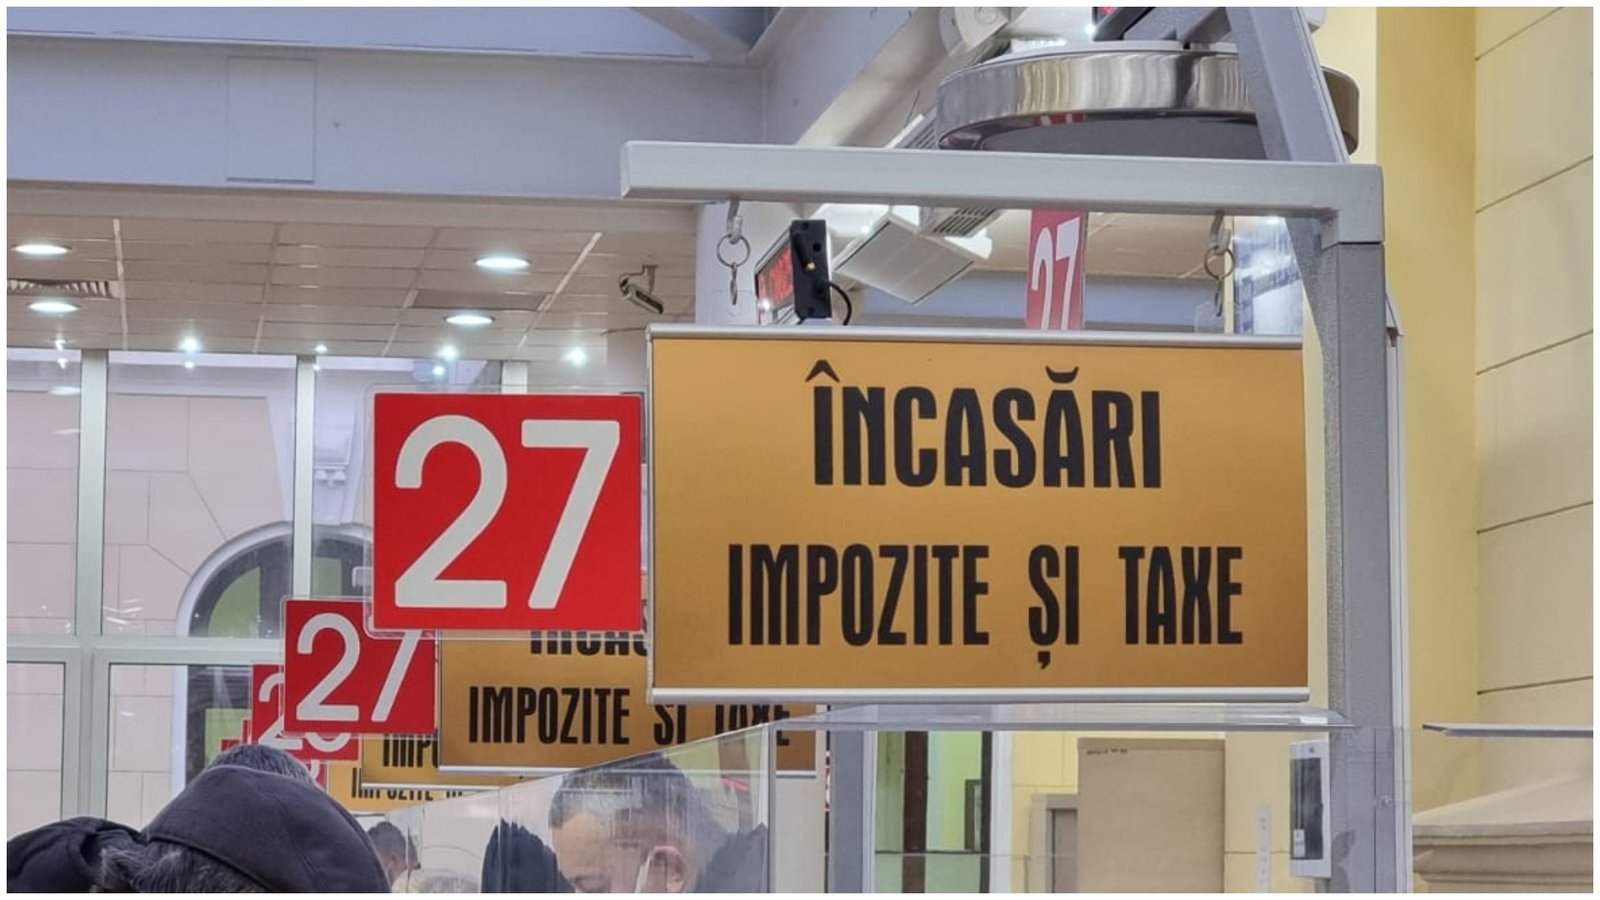 27
ÎNCASĂRI
IMPOZITE ȘI TAXE
27
27
IMPOZITE ȘI TAXE